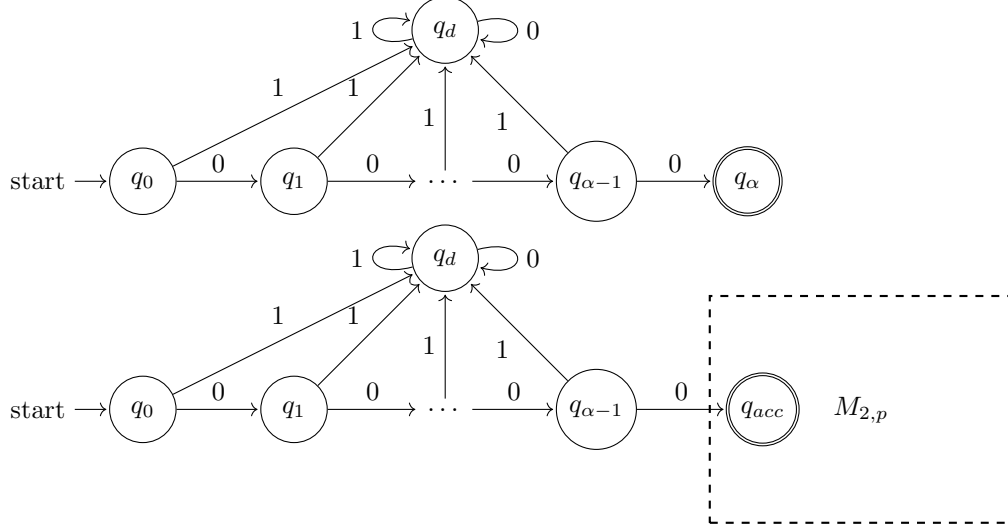 1 q_d 0
1 1 1 1
start q_0 0 q_1 0 ... 0 q_{α−1} 0 q_α
1 q_d 0
1 1 1 1
start q_0 0 q_1 0 ... 0 q_{α−1} 0 q_{acc} M_{2,p}